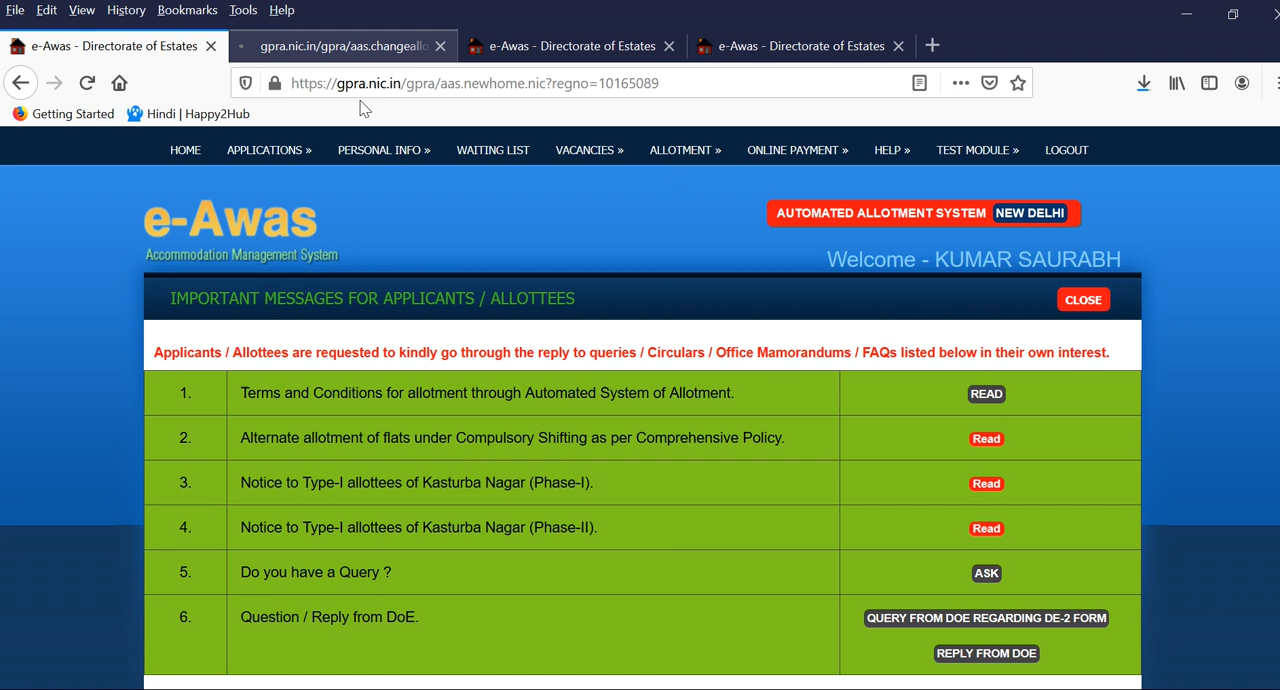 File Edit View History Bookmarks Tools Help
e-Awas - Directorate of Estates
gpra.nic.in/gpra/aas.changeallo
e-Awas - Directorate of Estates
e-Awas - Directorate of Estates
https://gpra.nic.in/gpra/aas.newhome.nic?regno=10165089
Getting Started Hindi | Happy2Hub
HOME APPLICATIONS » PERSONAL INFO » WAITING LIST VACANCIES » ALLOTMENT » ONLINE PAYMENT » HELP » TEST MODULE » LOGOUT
e-Awas
Accommodation Management System
AUTOMATED ALLOTMENT SYSTEM NEW DELHI
Welcome - KUMAR SAURABH
IMPORTANT MESSAGES FOR APPLICANTS / ALLOTTEES CLOSE
Applicants / Allottees are requested to kindly go through the reply to queries / Circulars / Office Mamorandums / FAQs listed below in their own interest.
1. Terms and Conditions for allotment through Automated System of Allotment. READ
2. Alternate allotment of flats under Compulsory Shifting as per Comprehensive Policy. Read
3. Notice to Type-I allottees of Kasturba Nagar (Phase-I). Read
4. Notice to Type-I allottees of Kasturba Nagar (Phase-II). Read
5. Do you have a Query ? ASK
6. Question / Reply from DoE. QUERY FROM DOE REGARDING DE-2 FORM
REPLY FROM DOE